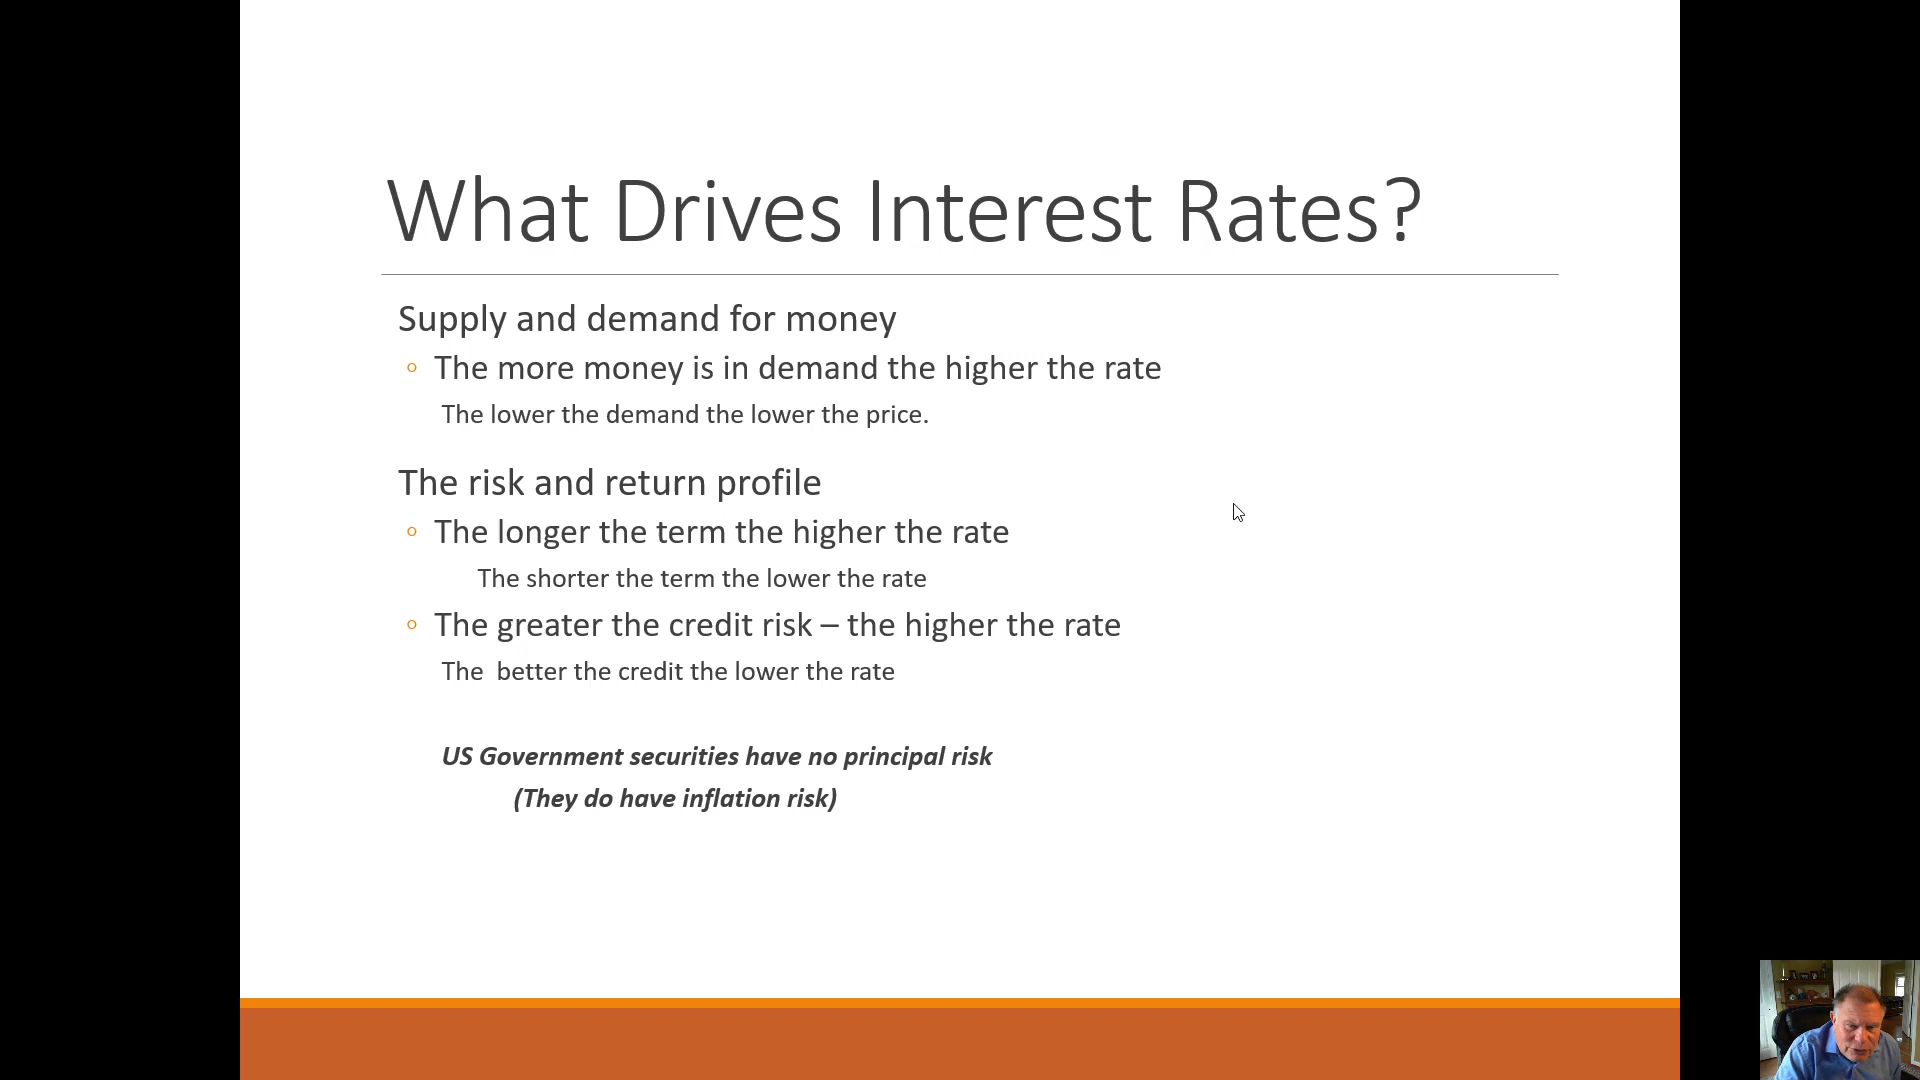 What Drives Interest Rates?
Supply and demand for money
◦ The more money is in demand the higher the rate
The lower the demand the lower the price.
The risk and return profile
◦ The longer the term the higher the rate
The shorter the term the lower the rate
◦ The greater the credit risk – the higher the rate
The  better the credit the lower the rate
US Government securities have no principal risk
(They do have inflation risk)